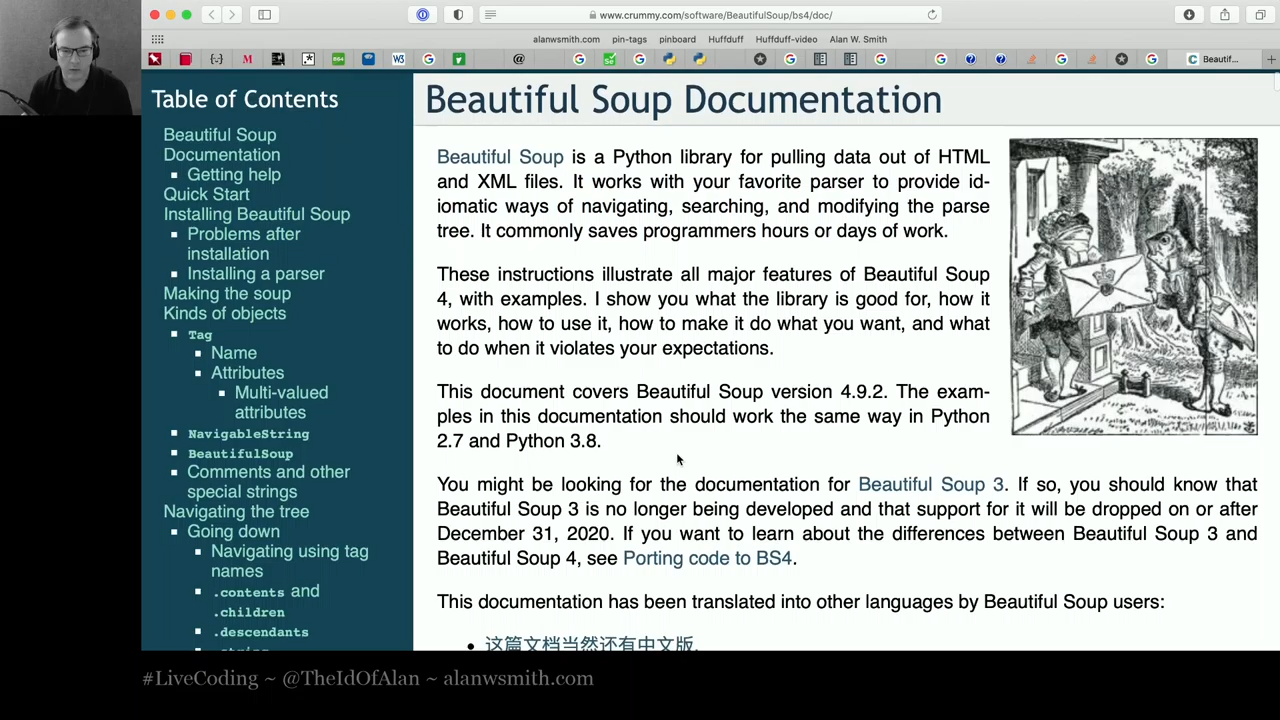 www.crummy.com/software/BeautifulSoup/bs4/doc/
alanwsmith.com pin-tags pinboard Huffduff Huffduff-video Alan W. Smith
Beautif...
Table of Contents
Beautiful Soup
Documentation
Getting help
Quick Start
Installing Beautiful Soup
Problems after
installation
Installing a parser
Making the soup
Kinds of objects
Tag
Name
Attributes
Multi-valued
attributes
NavigableString
BeautifulSoup
Comments and other
special strings
Navigating the tree
Going down
Navigating using tag
names
.contents and
.children
.descendants
Beautiful Soup Documentation
Beautiful Soup is a Python library for pulling data out of HTML
and XML files. It works with your favorite parser to provide id-
iomatic ways of navigating, searching, and modifying the parse
tree. It commonly saves programmers hours or days of work.
These instructions illustrate all major features of Beautiful Soup
4, with examples. I show you what the library is good for, how it
works, how to use it, how to make it do what you want, and what
to do when it violates your expectations.
This document covers Beautiful Soup version 4.9.2. The exam-
ples in this documentation should work the same way in Python
2.7 and Python 3.8.
You might be looking for the documentation for Beautiful Soup 3. If so, you should know that
Beautiful Soup 3 is no longer being developed and that support for it will be dropped on or after
December 31, 2020. If you want to learn about the differences between Beautiful Soup 3 and
Beautiful Soup 4, see Porting code to BS4.
This documentation has been translated into other languages by Beautiful Soup users:
这篇文档当然还有中文版.
#LiveCoding ~ @TheIdOfAlan ~ alanwsmith.com